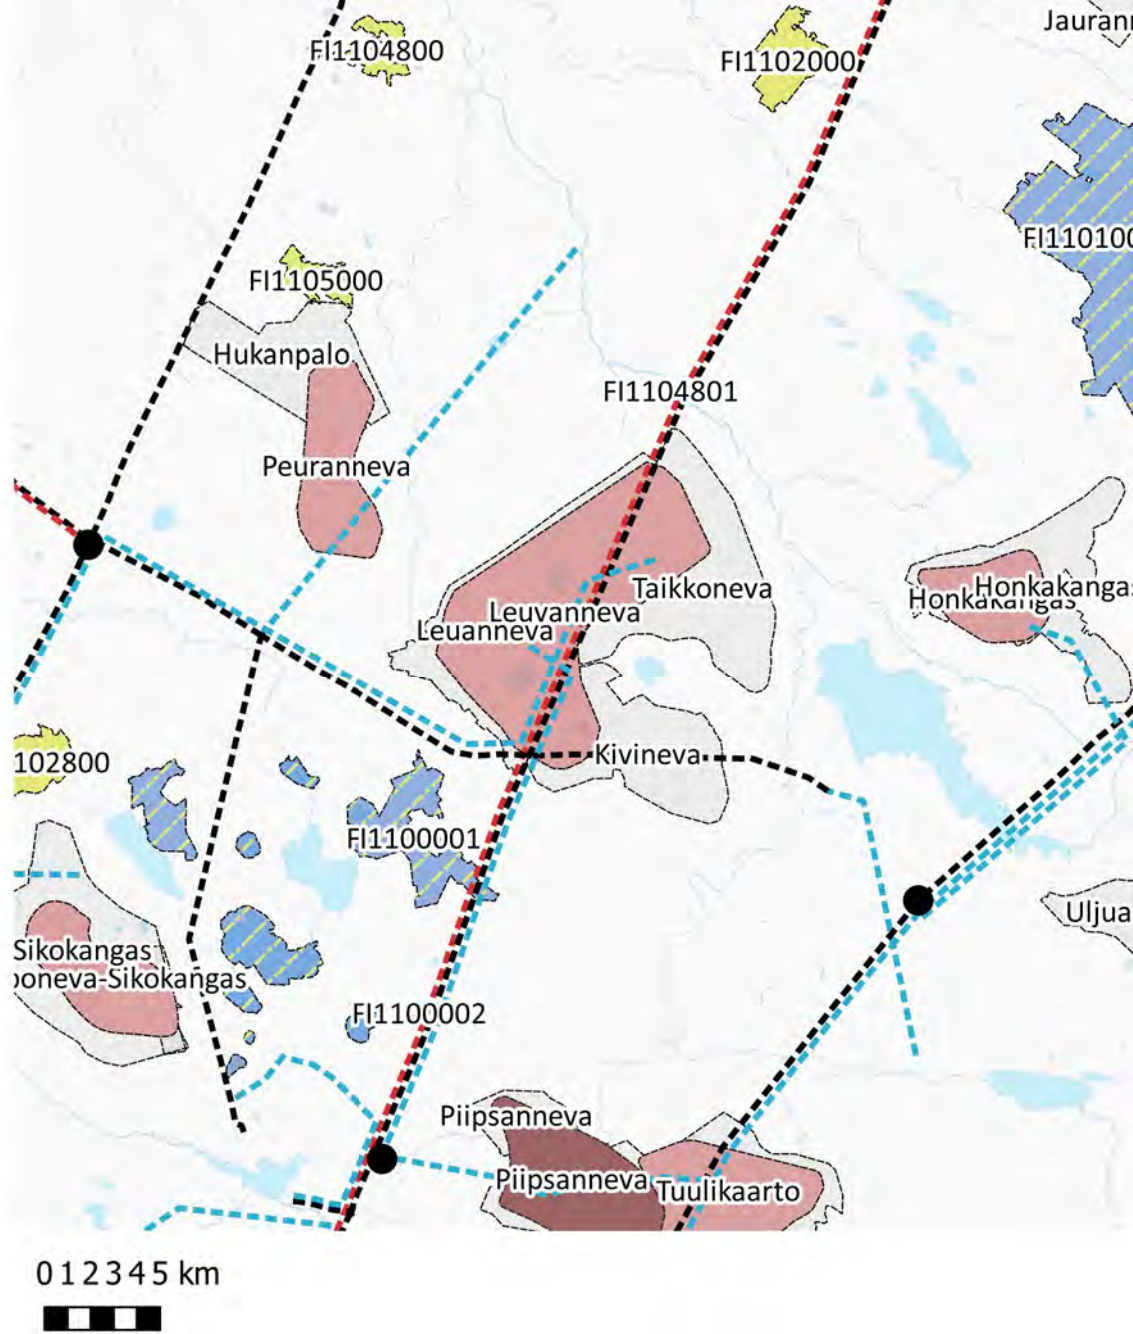 Jauran
FI1104800
FI1102000
FI110100
FI1105000
Hukanpalo
FI1104801
Peuranneva
Taikkoneva
Honkakangas
Honkakangas
Leuvanneva
Leuanneva
Kivineva
102800
FI1100001
Uljua
Sikokangas
oneva-Sikokangas
FI1100002
Piipsanneva
Piipsanneva
Tuulikaarto
0 1 2 3 4 5 km